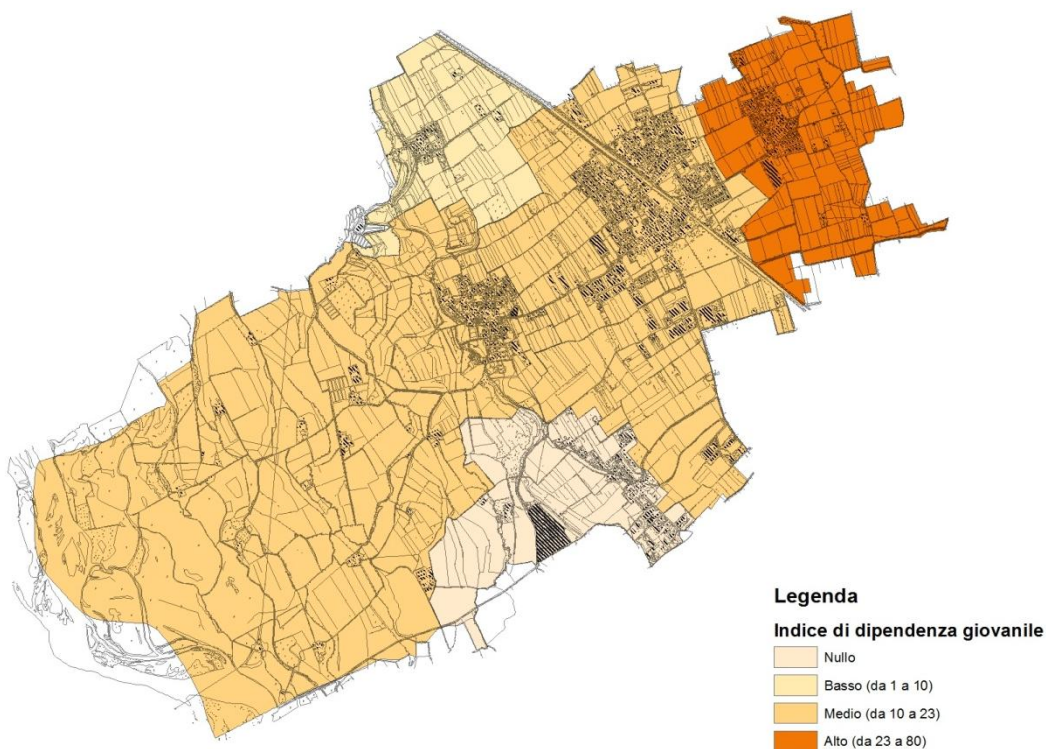 Legenda
Indice di dipendenza giovanile
Nullo
Basso (da 1 a 10)
Medio (da 10 a 23)
Alto (da 23 a 80)